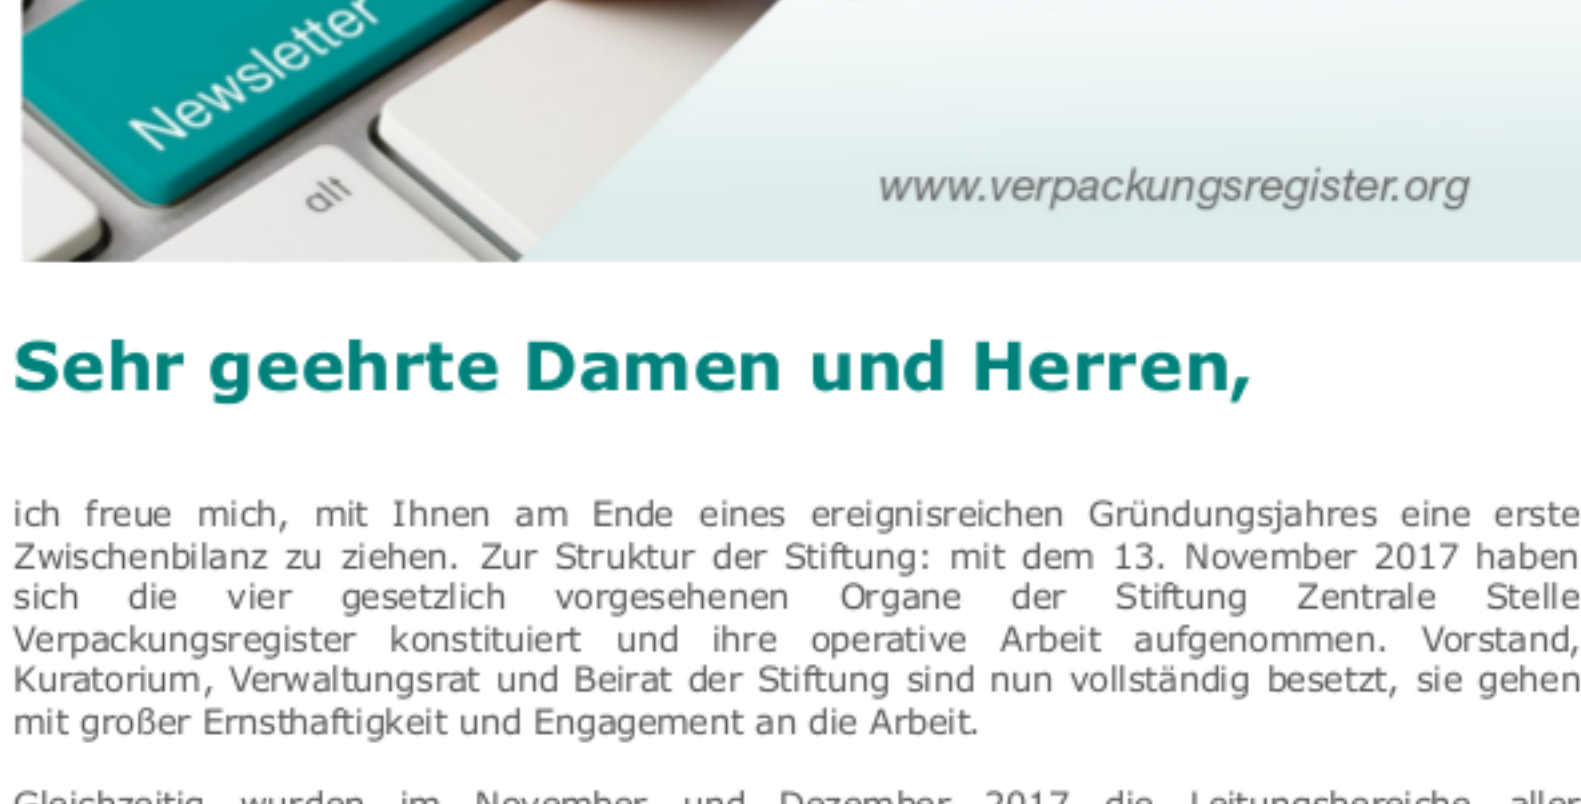 Newsletter
alt
www.verpackungsregister.org
Sehr geehrte Damen und Herren,
ich freue mich, mit Ihnen am Ende eines ereignisreichen Gründungsjahres eine erste
Zwischenbilanz zu ziehen. Zur Struktur der Stiftung: mit dem 13. November 2017 haben
sich die vier gesetzlich vorgesehenen Organe der Stiftung Zentrale Stelle
Verpackungsregister konstituiert und ihre operative Arbeit aufgenommen. Vorstand,
Kuratorium, Verwaltungsrat und Beirat der Stiftung sind nun vollständig besetzt, sie gehen
mit großer Ernsthaftigkeit und Engagement an die Arbeit.
Gleichzeitig wurden im November und Dezember 2017 die Leitungsbereiche aller